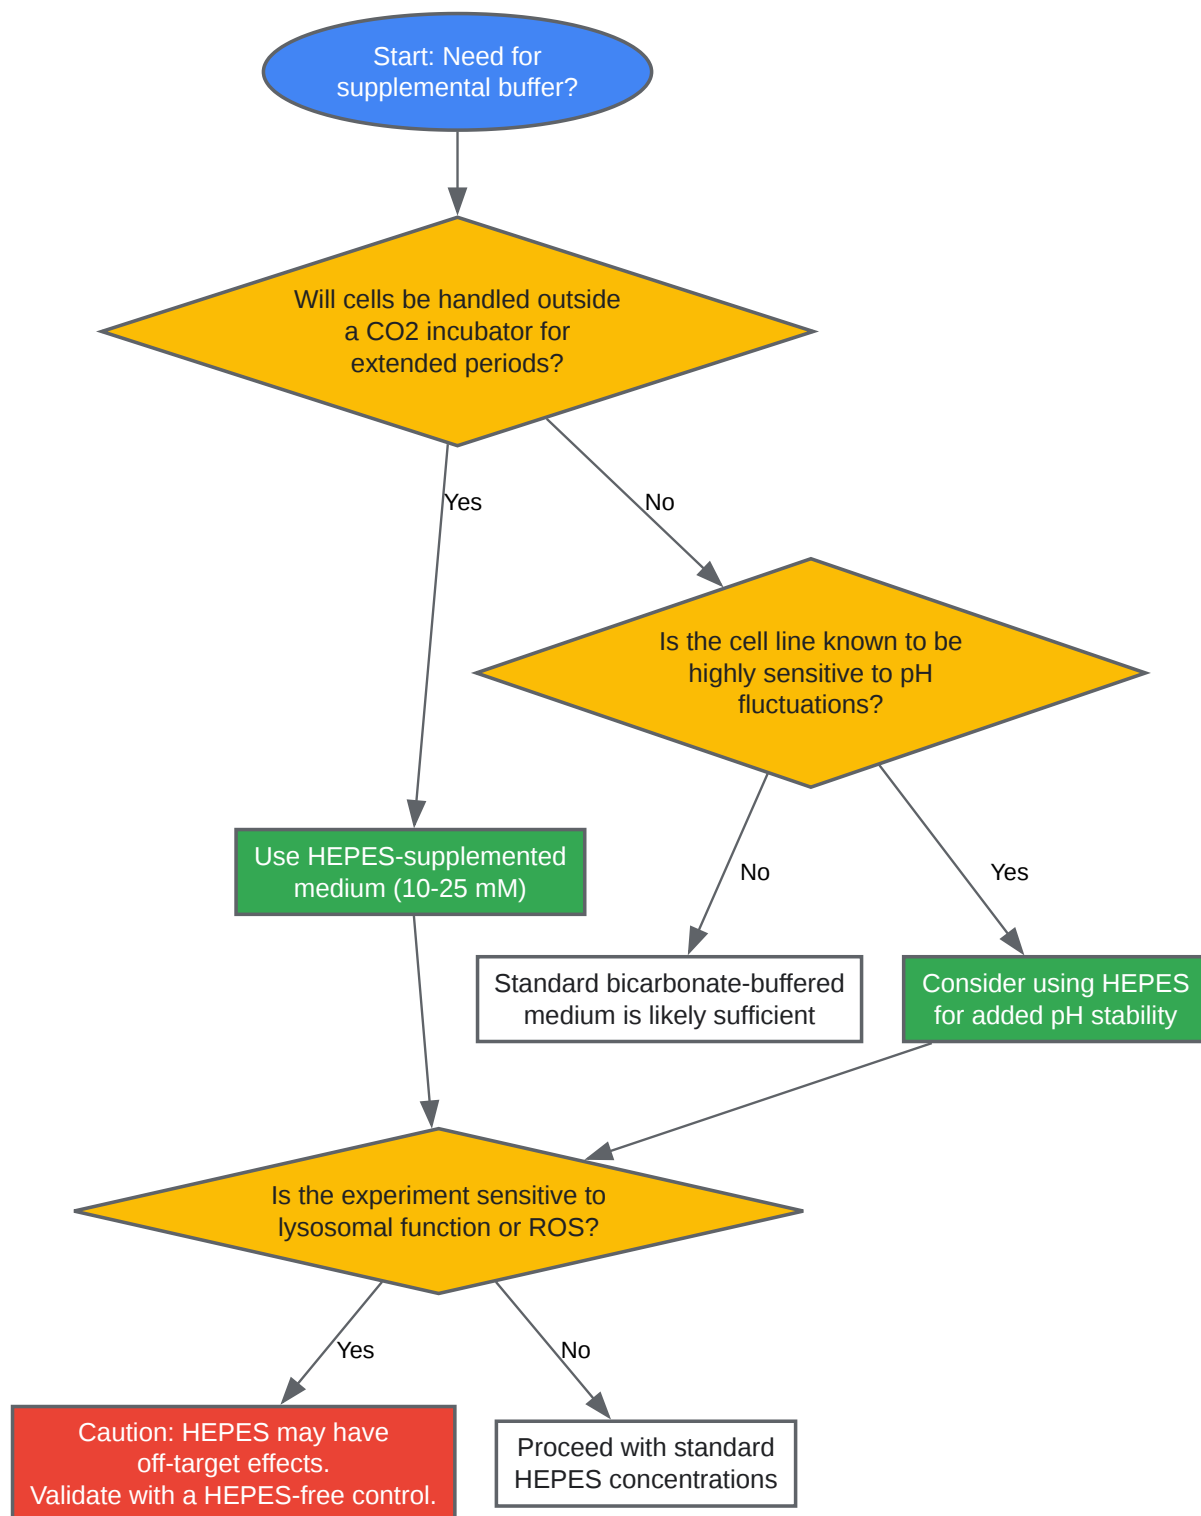 Start: Need for
supplemental buffer?
Will cells be handled outside
a CO2 incubator for
extended periods?
Yes
No
Is the cell line known to be
highly sensitive to pH
fluctuations?
Use HEPES-supplemented
medium (10-25 mM)
No
Yes
Standard bicarbonate-buffered
medium is likely sufficient
Consider using HEPES
for added pH stability
Is the experiment sensitive to
lysosomal function or ROS?
Yes
No
Caution: HEPES may have
off-target effects.
Validate with a HEPES-free control.
Proceed with standard
HEPES concentrations